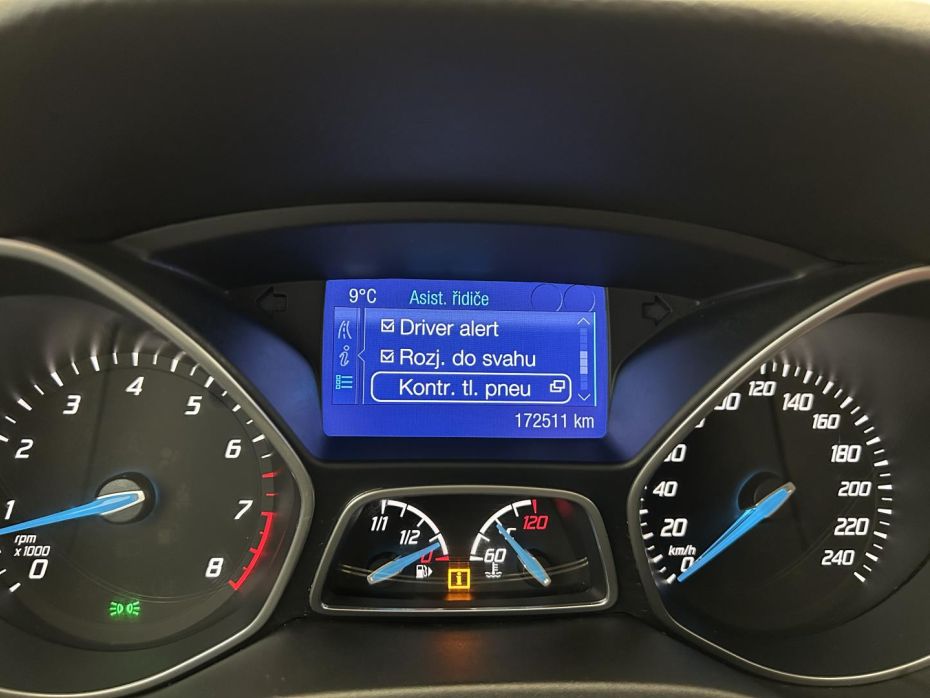 9°C Asist. řidiče
Driver alert
Rozj. do svahu
Kontr. tl. pneu
172511 km
0
1
2
3
4
5
6
7
8
rpm
x1000
1/1
1/2
0
60
120
i
km/h
0
20
40
120
140
160
180
200
220
240